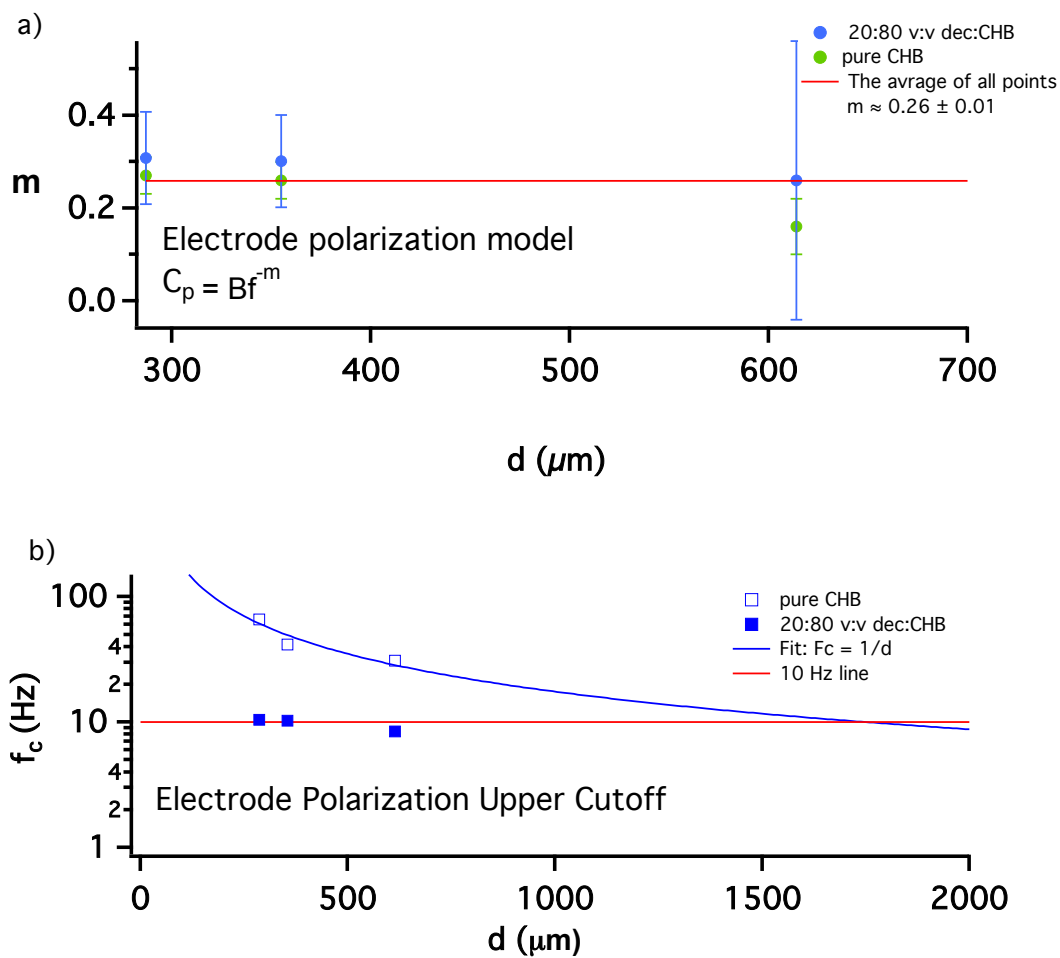 a)
20:80 v:v dec:CHB
pure CHB
The avrage of all points
m ≈ 0.26 ± 0.01
0.4
0.2
0.0
m
Electrode polarization model
C_p = Bf^-m
300 400 500 600 700
d (µm)
b)
100
4
2
10
4
2
1
f_c (Hz)
pure CHB
20:80 v:v dec:CHB
Fit: Fc = 1/d
10 Hz line
Electrode Polarization Upper Cutoff
0 500 1000 1500 2000
d (µm)